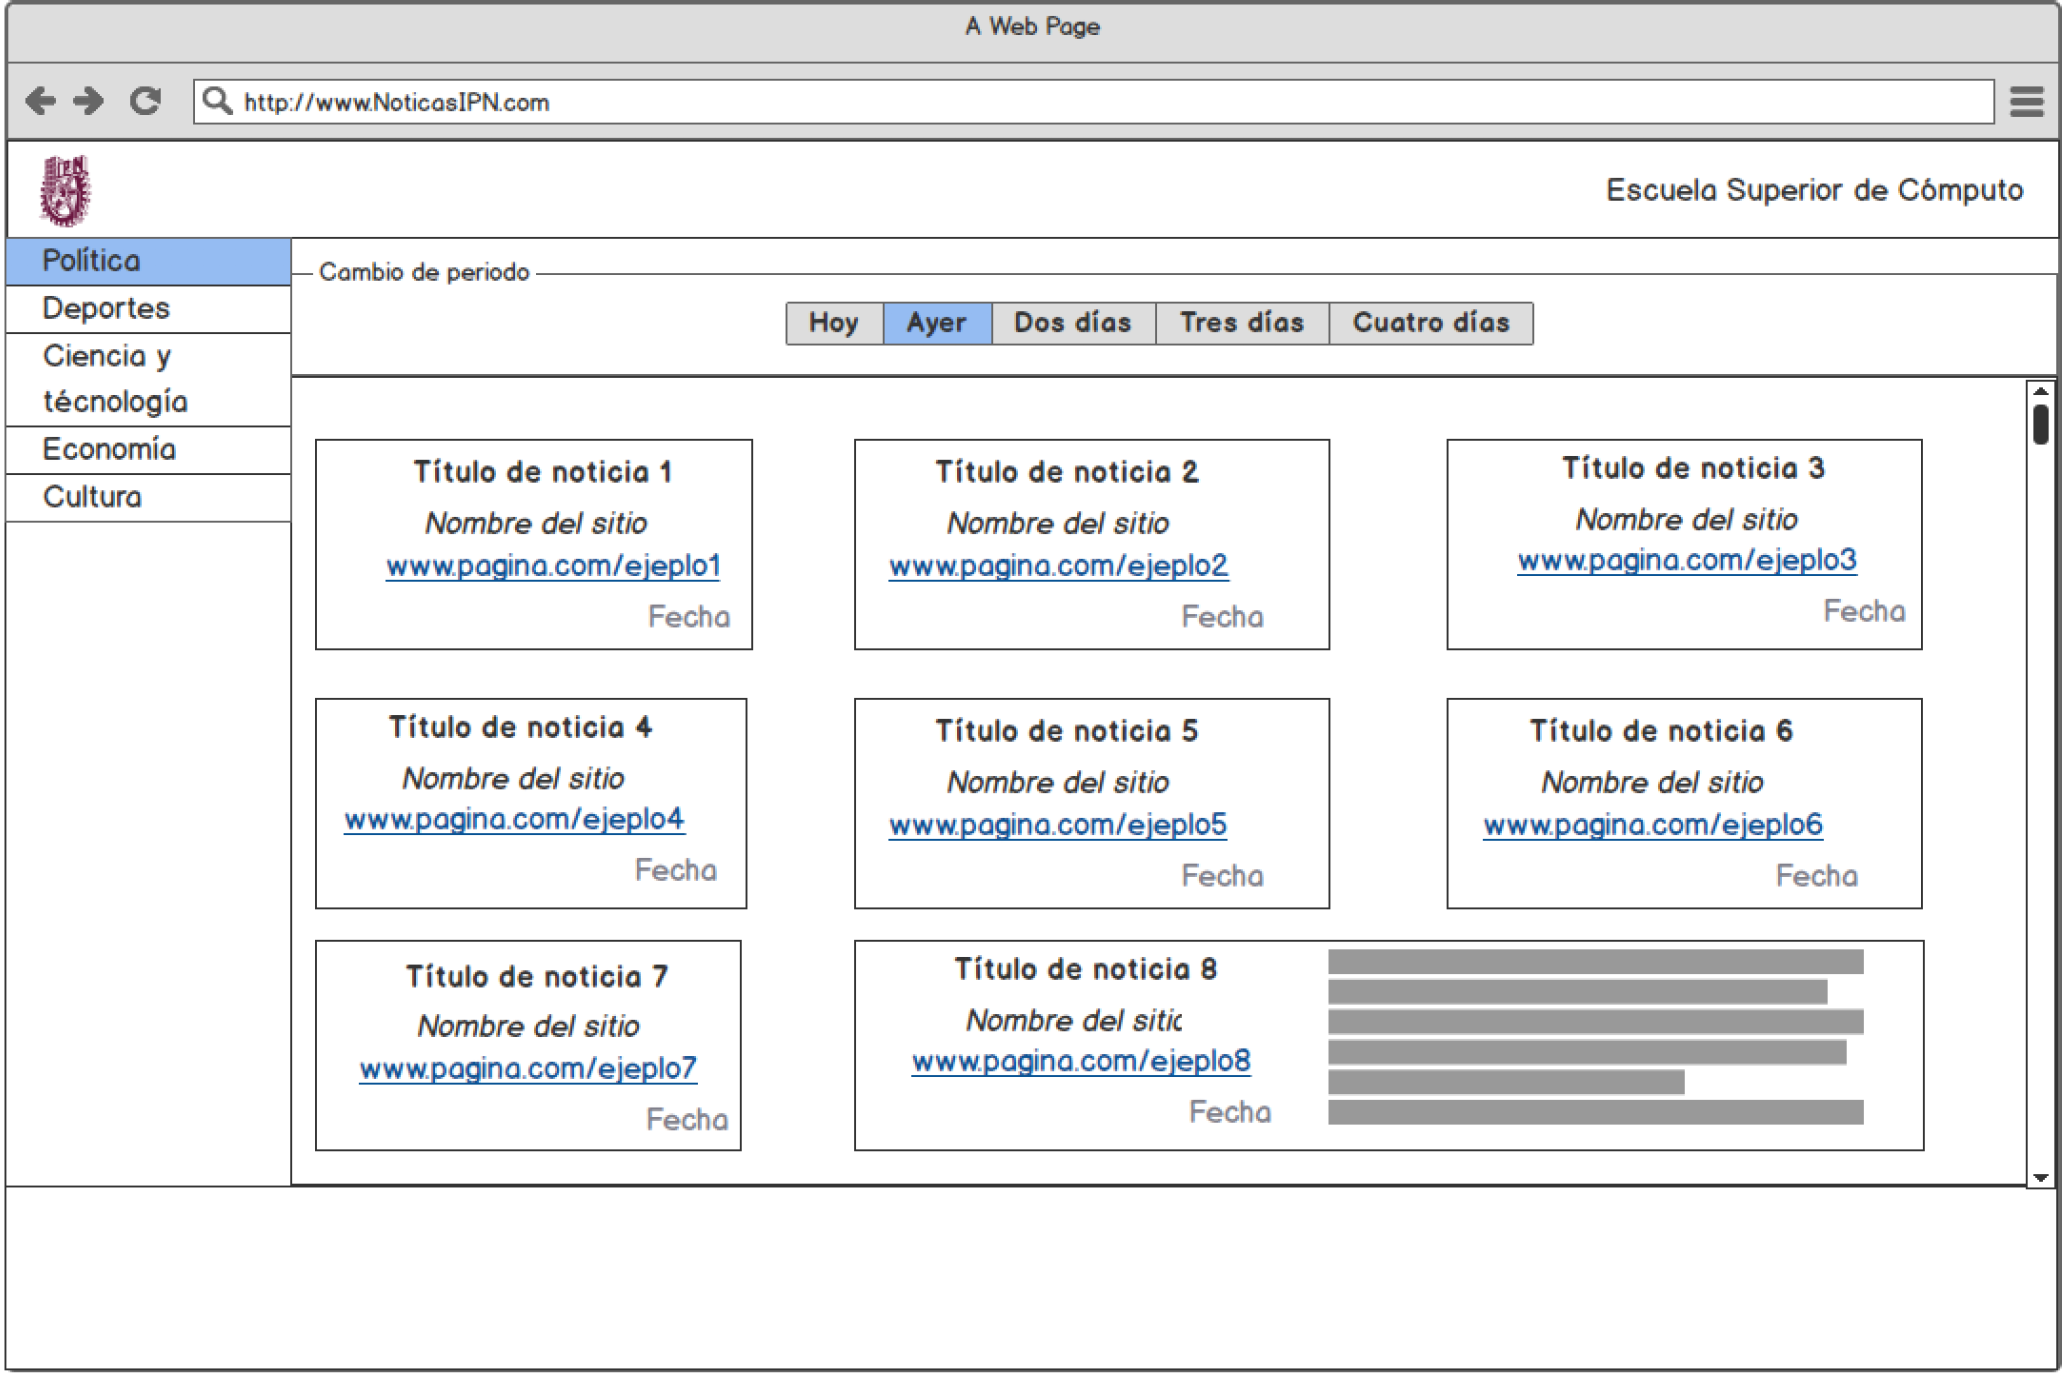 A Web Page
http://www.NoticasIPN.com
IPN
Escuela Superior de Cómputo
Política
Deportes
Ciencia y
técnología
Economía
Cultura
Cambio de periodo
Hoy Ayer Dos días Tres días Cuatro días
Título de noticia 1
Nombre del sitio
www.pagina.com/ejeplo1
Fecha
Título de noticia 2
Nombre del sitio
www.pagina.com/ejeplo2
Fecha
Título de noticia 3
Nombre del sitio
www.pagina.com/ejeplo3
Fecha
Título de noticia 4
Nombre del sitio
www.pagina.com/ejeplo4
Fecha
Título de noticia 5
Nombre del sitio
www.pagina.com/ejeplo5
Fecha
Título de noticia 6
Nombre del sitio
www.pagina.com/ejeplo6
Fecha
Título de noticia 7
Nombre del sitio
www.pagina.com/ejeplo7
Fecha
Título de noticia 8
Nombre del sitio
www.pagina.com/ejeplo8
Fecha